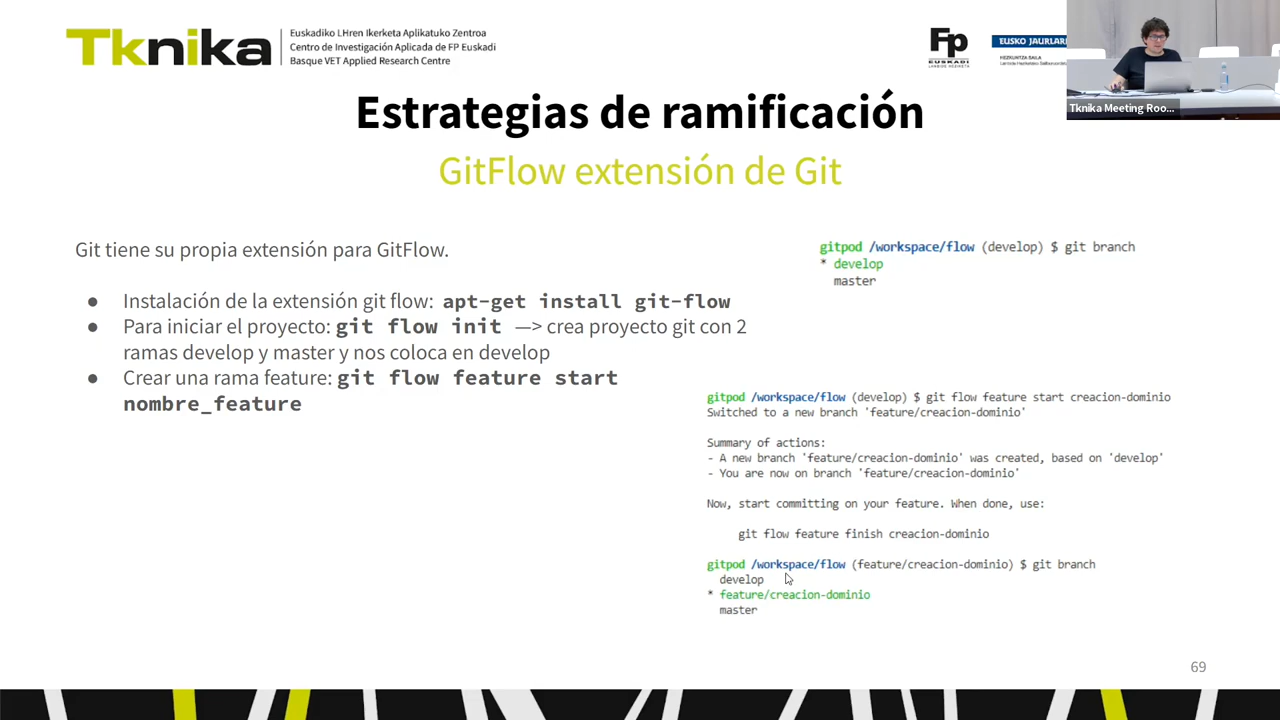 Tknika
Euskadiko LHren Ikerketa Aplikatuko Zentroa
Centro de Investigación Aplicada de FP Euskadi
Basque VET Applied Research Centre
Fp
EUSKADI
LANBIDE HEZIKETA
EUSKO JAURLAR
HEZKUNTZA SAILA
Tknika Meeting Roo...
Estrategias de ramificación
GitFlow extensión de Git
Git tiene su propia extensión para GitFlow.
● Instalación de la extensión git flow: apt-get install git-flow
● Para iniciar el proyecto: git flow init —> crea proyecto git con 2
ramas develop y master y nos coloca en develop
● Crear una rama feature: git flow feature start
nombre_feature
gitpod /workspace/flow (develop) $ git branch
* develop
master
gitpod /workspace/flow (develop) $ git flow feature start creacion-dominio
Switched to a new branch 'feature/creacion-dominio'
Summary of actions:
- A new branch 'feature/creacion-dominio' was created, based on 'develop'
- You are now on branch 'feature/creacion-dominio'
Now, start committing on your feature. When done, use:
git flow feature finish creacion-dominio
gitpod /workspace/flow (feature/creacion-dominio) $ git branch
develop
* feature/creacion-dominio
master
69